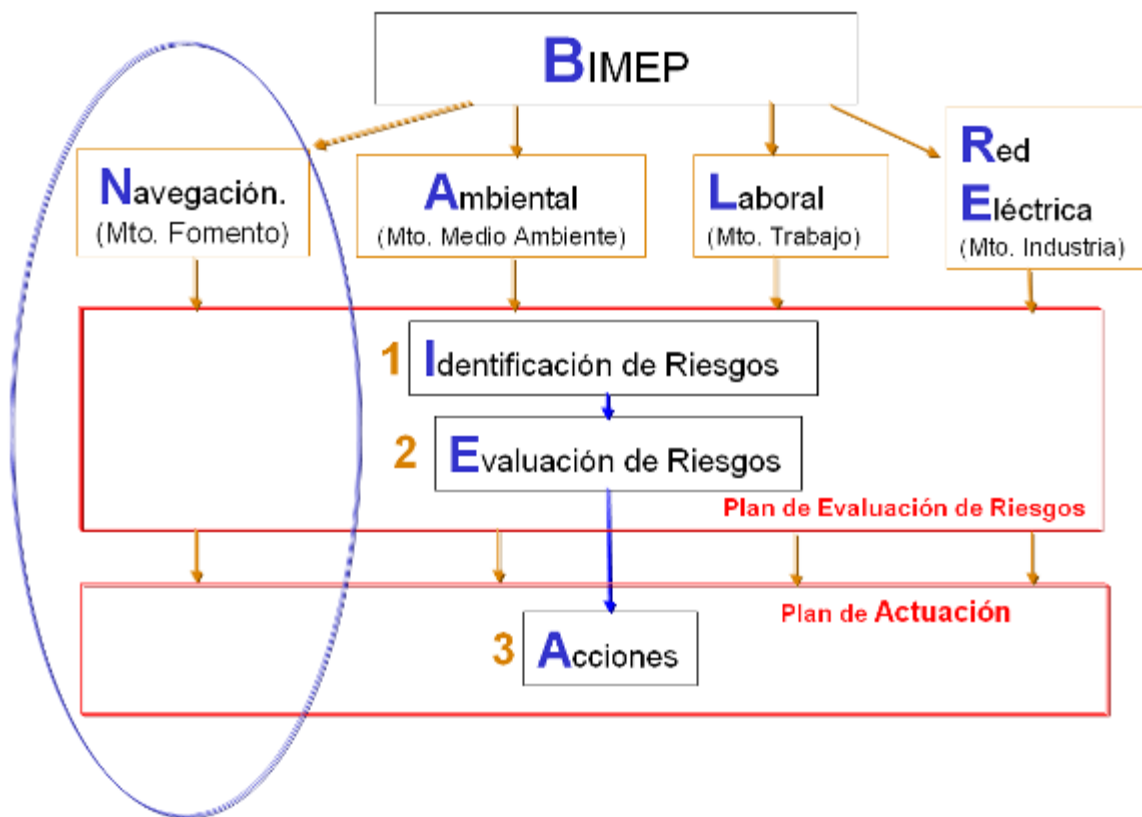 BIMEP
Navegación.
(Mto. Fomento)
Ambiental
(Mto. Medio Ambiente)
Laboral
(Mto. Trabajo)
Red
Eléctrica
(Mto. Industria)
1 Identificación de Riesgos
2 Evaluación de Riesgos
Plan de Evaluación de Riesgos
Plan de Actuación
3 Acciones